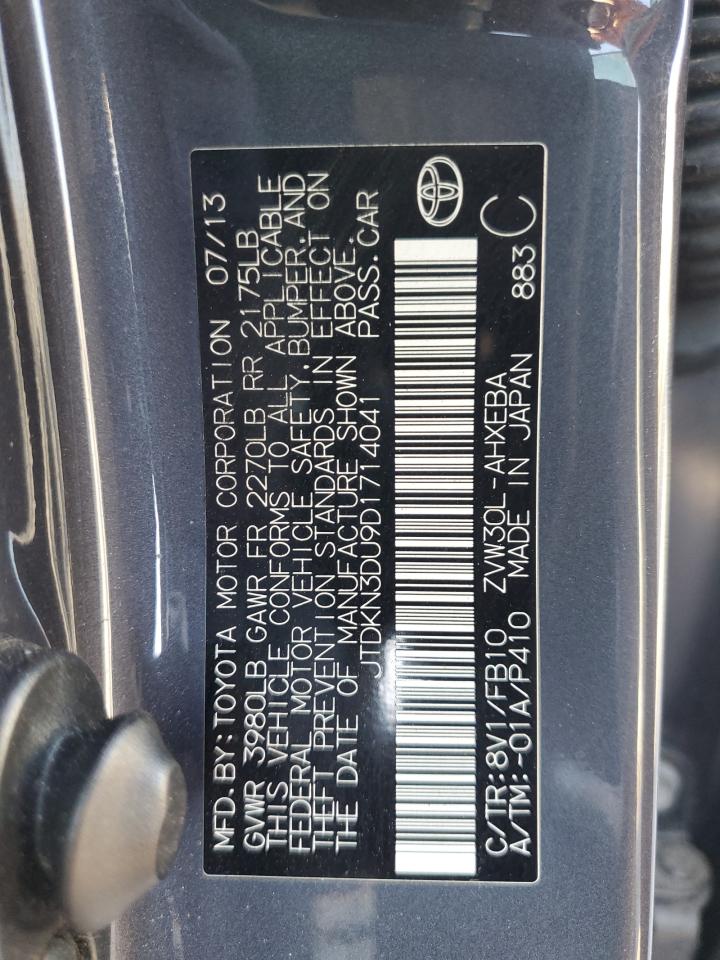 MFD.BY:TOYOTA MOTOR CORPORATION 07/13
GVWR 3980LB GAWR FR 2270LB RR 2175LB
THIS VEHICLE CONFORMS TO ALL APPLICABLE
FEDERAL MOTOR VEHICLE SAFETY,BUMPER,AND
THEFT PREVENTION STANDARDS IN EFFECT ON
THE DATE OF MANUFACTURE SHOWN ABOVE.
JTDKN3DU9D1714041 PASS.CAR
C/TR:8V1/FB10 ZVW30L-AHXEBA
A/TM:-01A/P410 MADE IN JAPAN 883 C